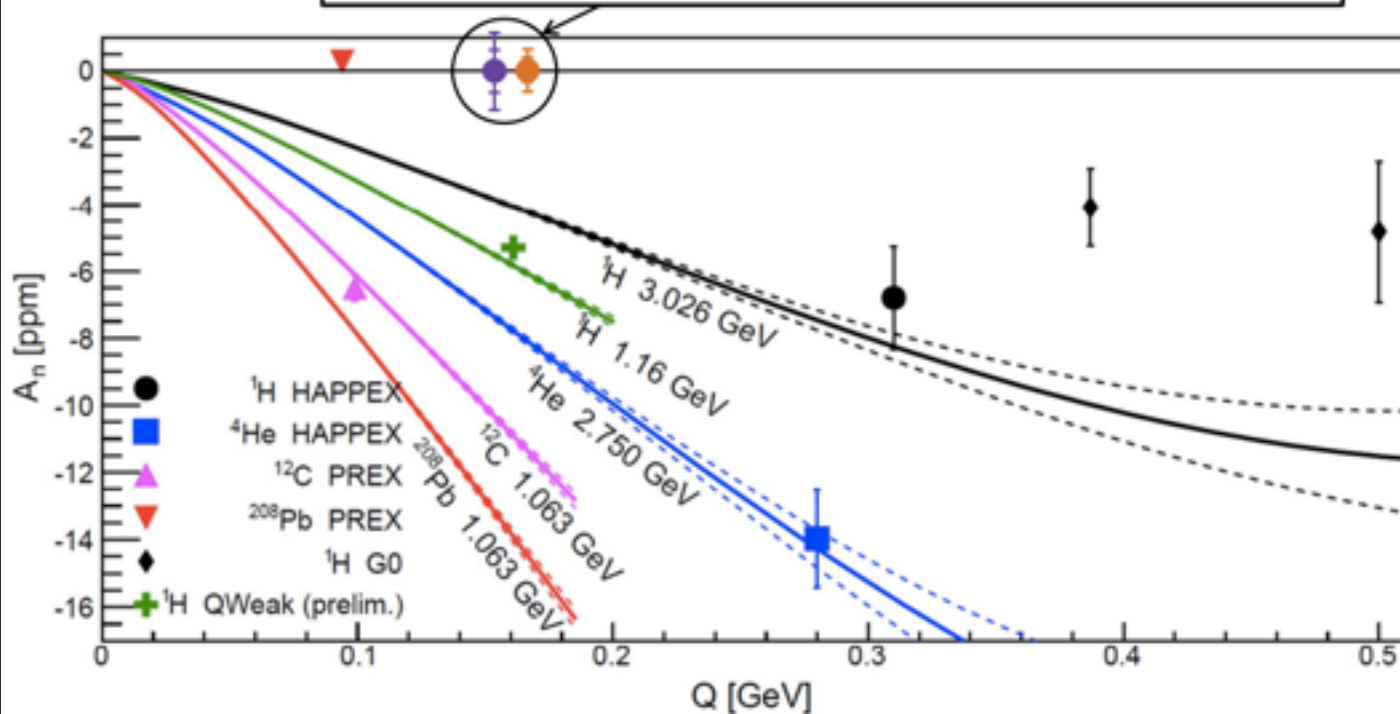 0
-2
-4
-6
-8
-10
-12
-14
-16
Aₙ [ppm]
¹H HAPPEX
⁴He HAPPEX
¹²C PREX
²⁰⁸Pb PREX
¹H G0
¹H QWeak (prelim.)
¹H 3.026 GeV
¹H 1.16 GeV
⁴He 2.750 GeV
¹²C 1.063 GeV
²⁰⁸Pb 1.063 GeV
0 0.1 0.2 0.3 0.4 0.5
Q [GeV]